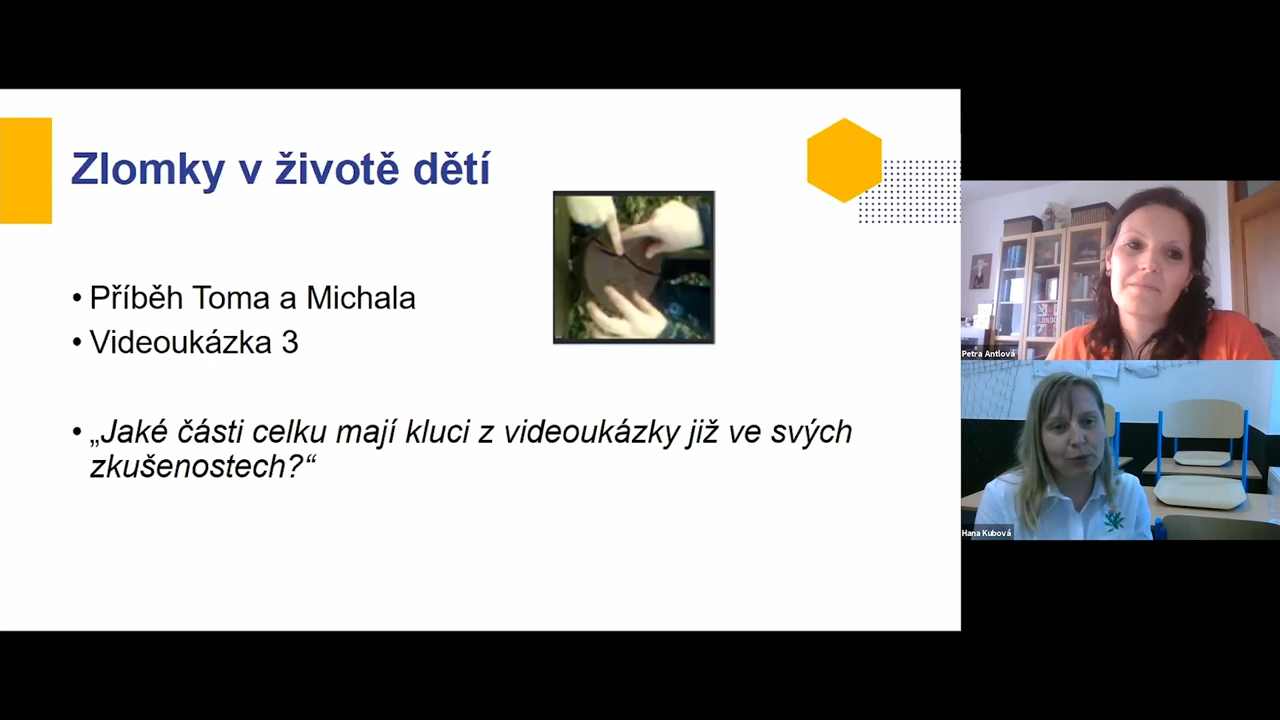 Zlomky v životě dětí
• Příběh Toma a Michala
• Videoukázka 3
• „Jaké části celku mají kluci z videoukázky již ve svých
zkušenostech?“
LONDO
Petra Antlová
Hana Kubová